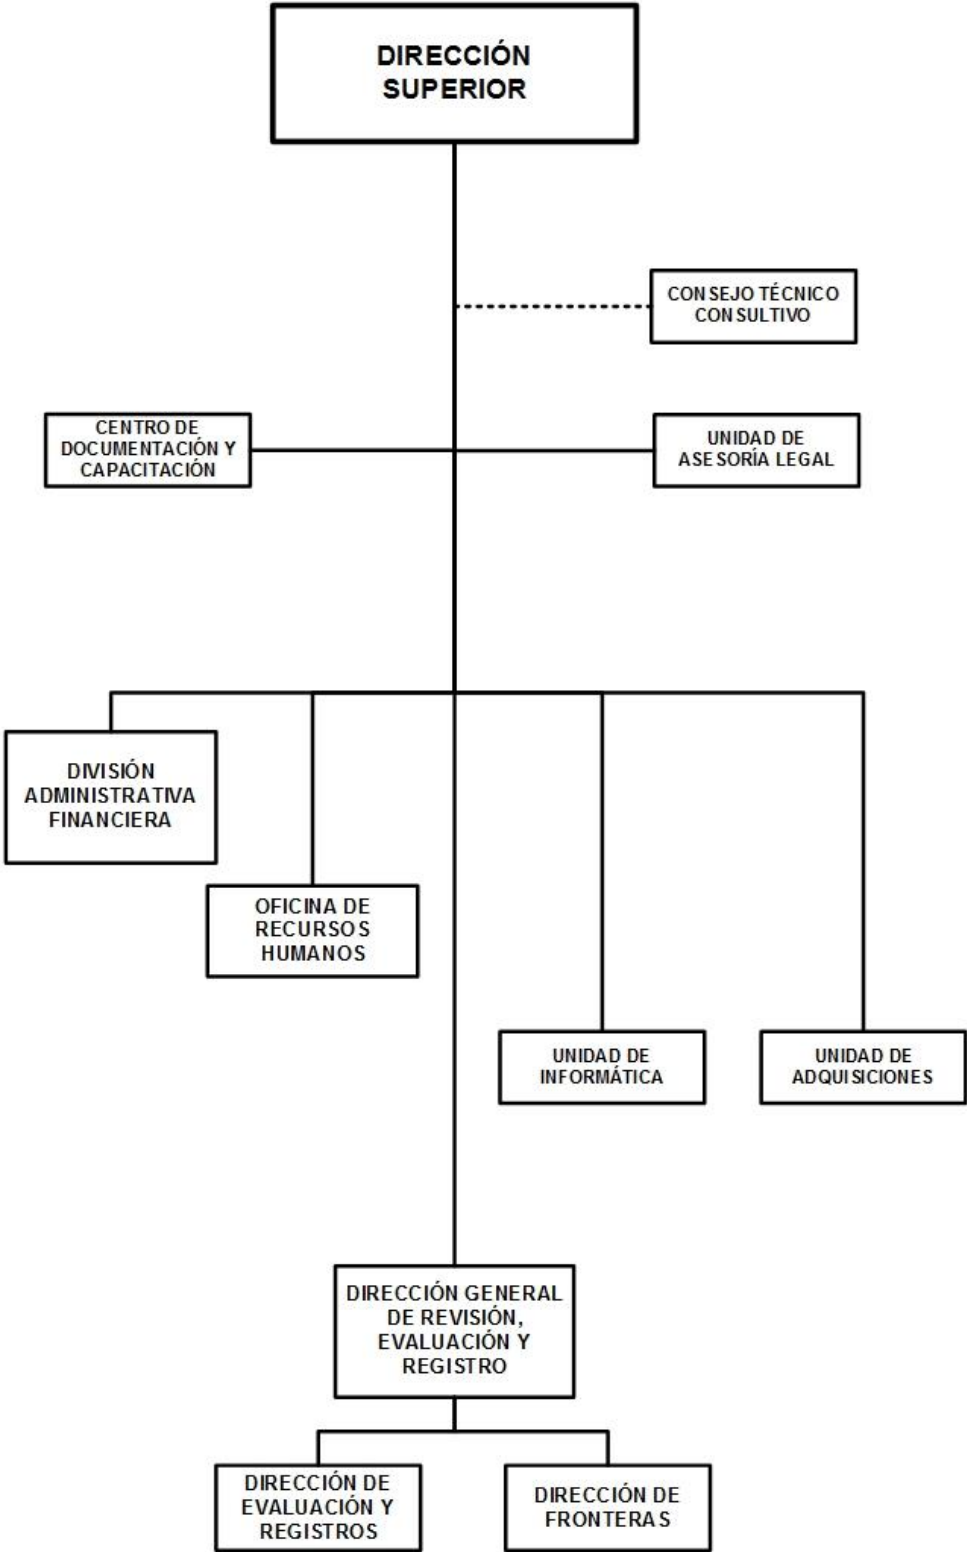 DIRECCIÓN
SUPERIOR
CONSEJO TÉCNICO
CONSULTIVO
CENTRO DE
DOCUMENTACIÓN Y
CAPACITACIÓN
UNIDAD DE
ASESORÍA LEGAL
DIVISIÓN
ADMINISTRATIVA
FINANCIERA
OFICINA DE
RECURSOS
HUMANOS
UNIDAD DE
INFORMÁTICA
UNIDAD DE
ADQUISICIONES
DIRECCIÓN GENERAL
DE REVISIÓN,
EVALUACIÓN Y
REGISTRO
DIRECCIÓN DE
EVALUACIÓN Y
REGISTROS
DIRECCIÓN DE
FRONTERAS